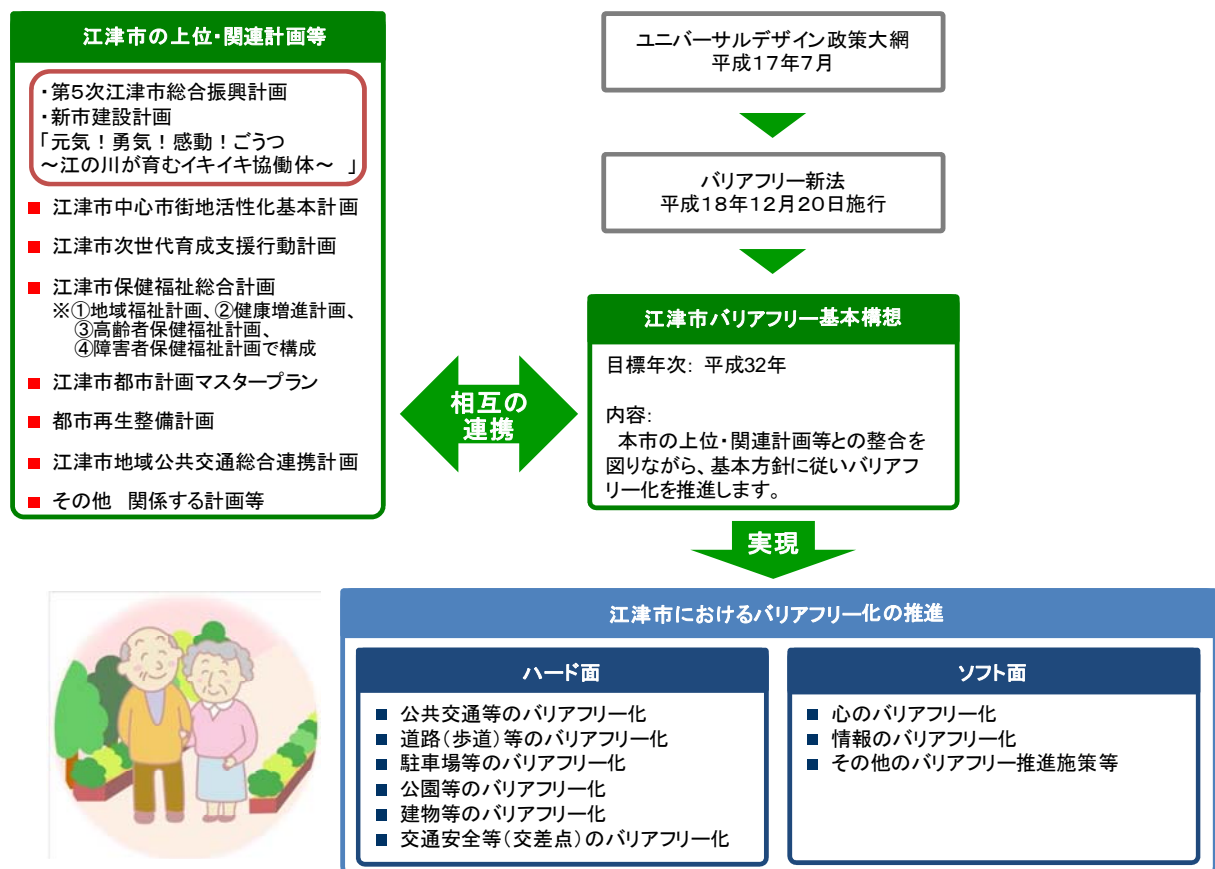 江津市の上位・関連計画等
・第5次江津市総合振興計画
・新市建設計画
「元気！勇気！感動！ごうつ
～江の川が育むイキイキ協働体～　」
■ 江津市中心市街地活性化基本計画
■ 江津市次世代育成支援行動計画
■ 江津市保健福祉総合計画
※①地域福祉計画、②健康増進計画、
③高齢者保健福祉計画、
④障害者保健福祉計画で構成
■ 江津市都市計画マスタープラン
■ 都市再生整備計画
■ 江津市地域公共交通総合連携計画
■ その他　関係する計画等
ユニバーサルデザイン政策大綱
平成17年7月
バリアフリー新法
平成18年12月20日施行
相互の
連携
江津市バリアフリー基本構想
目標年次: 平成32年
内容:
本市の上位・関連計画等との整合を
図りながら、基本方針に従いバリアフ
リー化を推進します。
実現
江津市におけるバリアフリー化の推進
ハード面
■ 公共交通等のバリアフリー化
■ 道路（歩道）等のバリアフリー化
■ 駐車場等のバリアフリー化
■ 公園等のバリアフリー化
■ 建物等のバリアフリー化
■ 交通安全等（交差点）のバリアフリー化
ソフト面
■ 心のバリアフリー化
■ 情報のバリアフリー化
■ その他のバリアフリー推進施策等